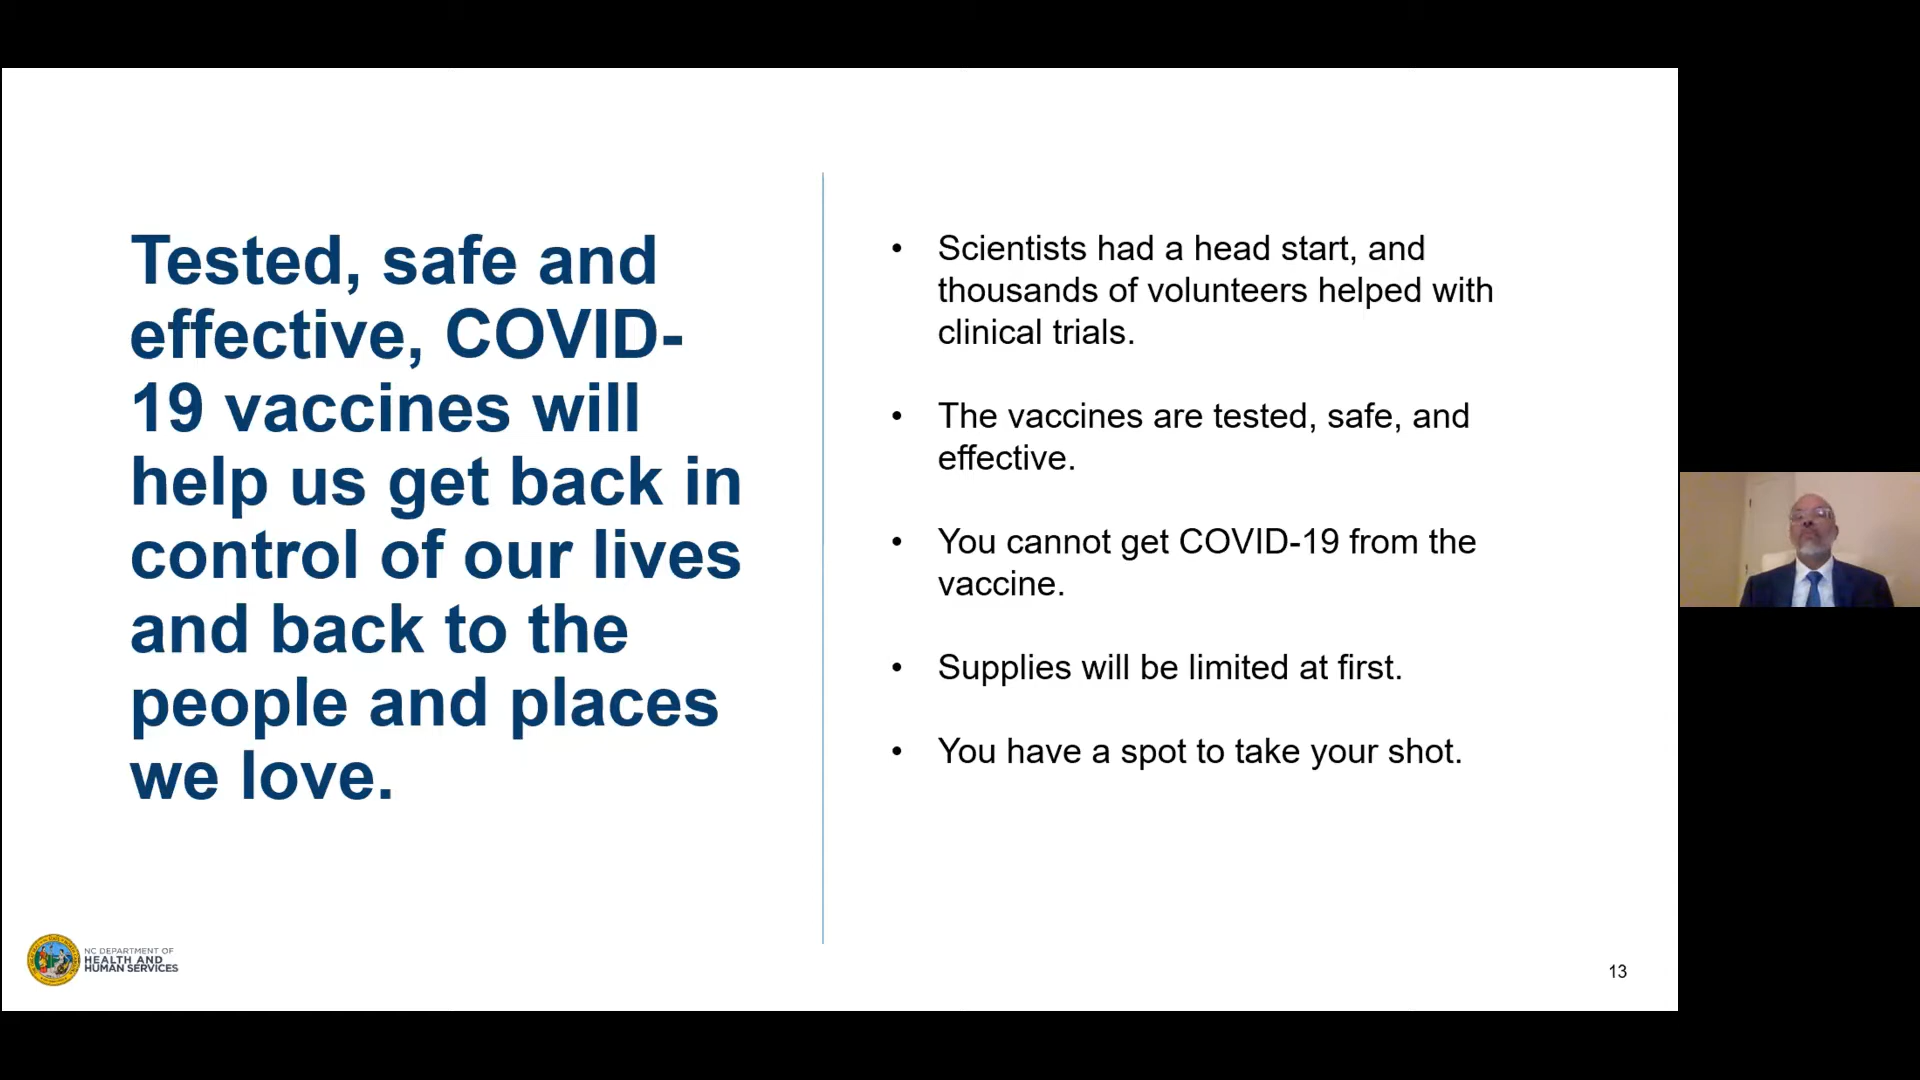 Tested, safe and
effective, COVID-
19 vaccines will
help us get back in
control of our lives
and back to the
people and places
we love.
• Scientists had a head start, and
thousands of volunteers helped with
clinical trials.
• The vaccines are tested, safe, and
effective.
• You cannot get COVID-19 from the
vaccine.
• Supplies will be limited at first.
• You have a spot to take your shot.
NC DEPARTMENT OF
HEALTH AND
HUMAN SERVICES
13